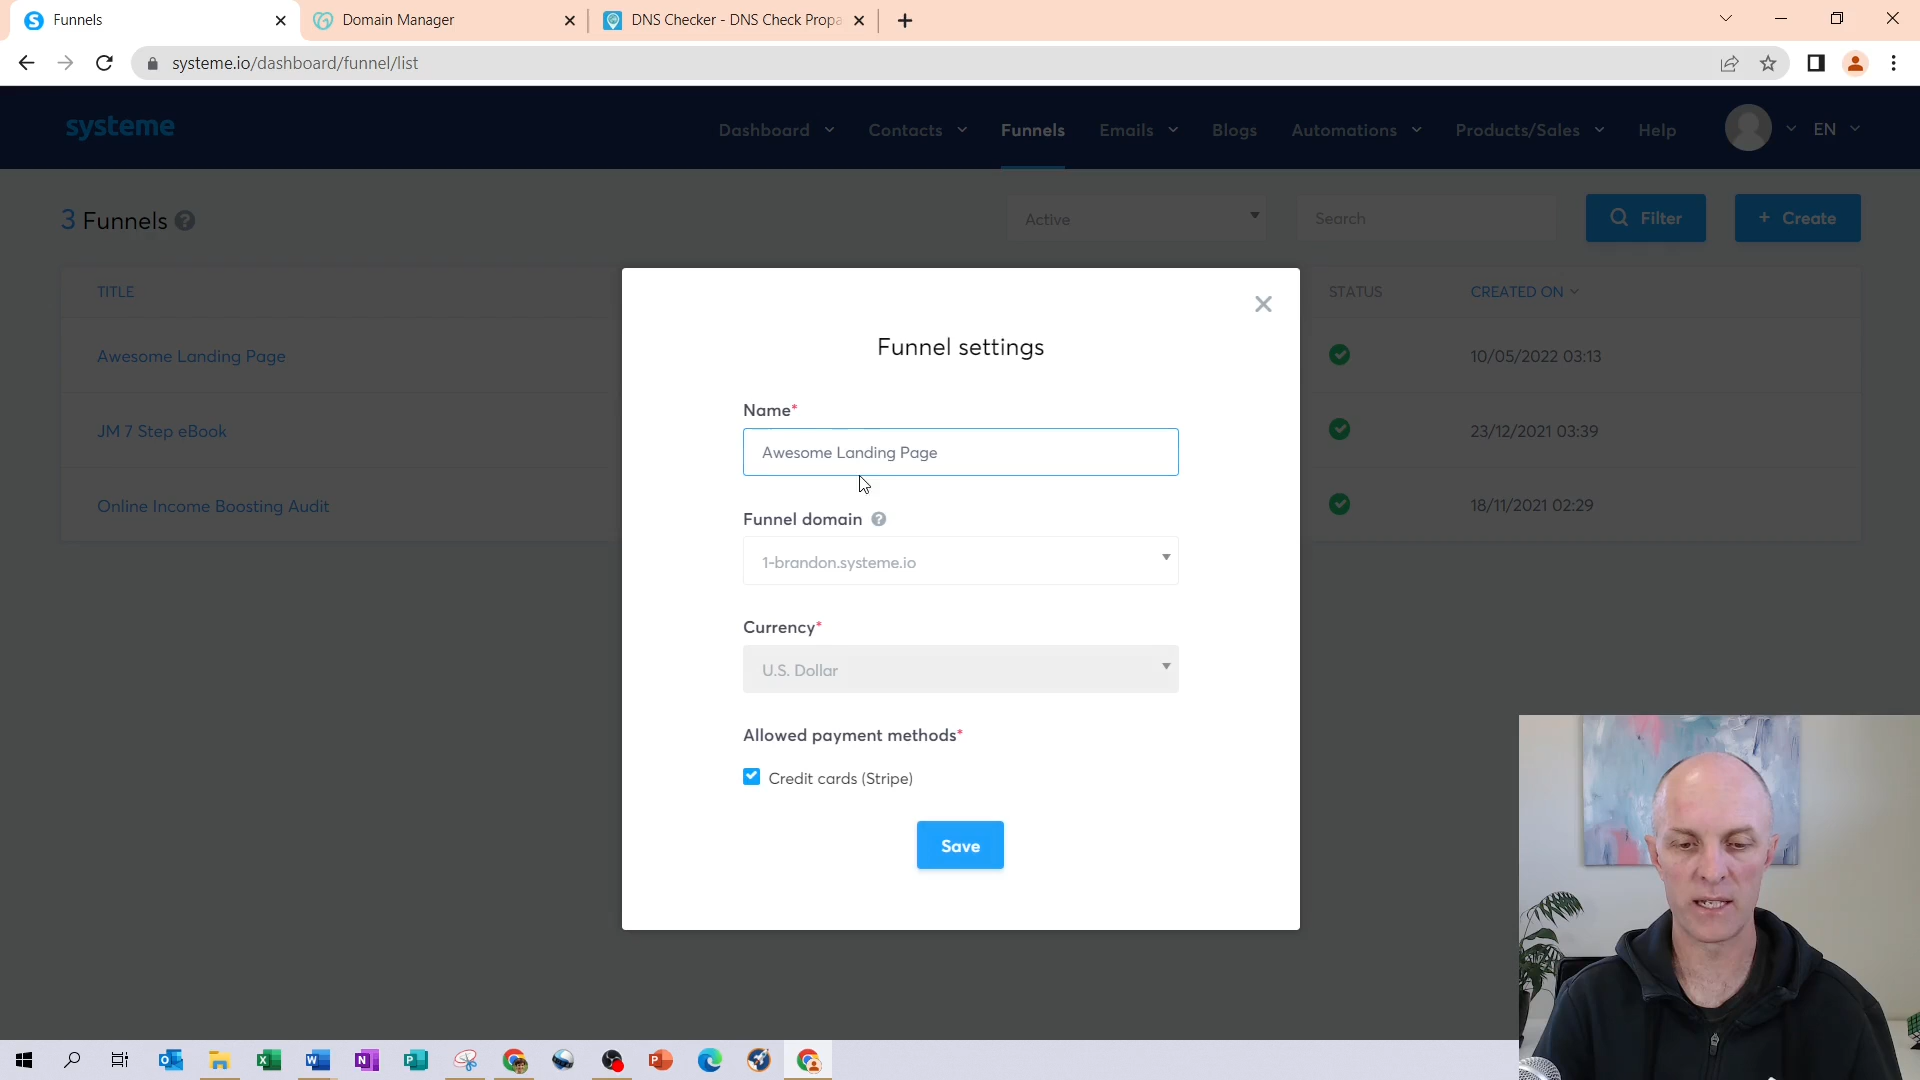 Funnels
Domain Manager
DNS Checker - DNS Check Propa
systeme.io/dashboard/funnel/list
systeme
Dashboard
Contacts
Funnels
Emails
Blogs
Automations
Products/Sales
Help
EN
3 Funnels
Active
Search
Filter
+ Create
TITLE
STATUS
CREATED ON
Awesome Landing Page
10/05/2022 03:13
JM 7 Step eBook
23/12/2021 03:39
Online Income Boosting Audit
18/11/2021 02:29
Funnel settings
Name*
Awesome Landing Page
Funnel domain
1-brandon.systeme.io
Currency*
U.S. Dollar
Allowed payment methods*
Credit cards (Stripe)
Save